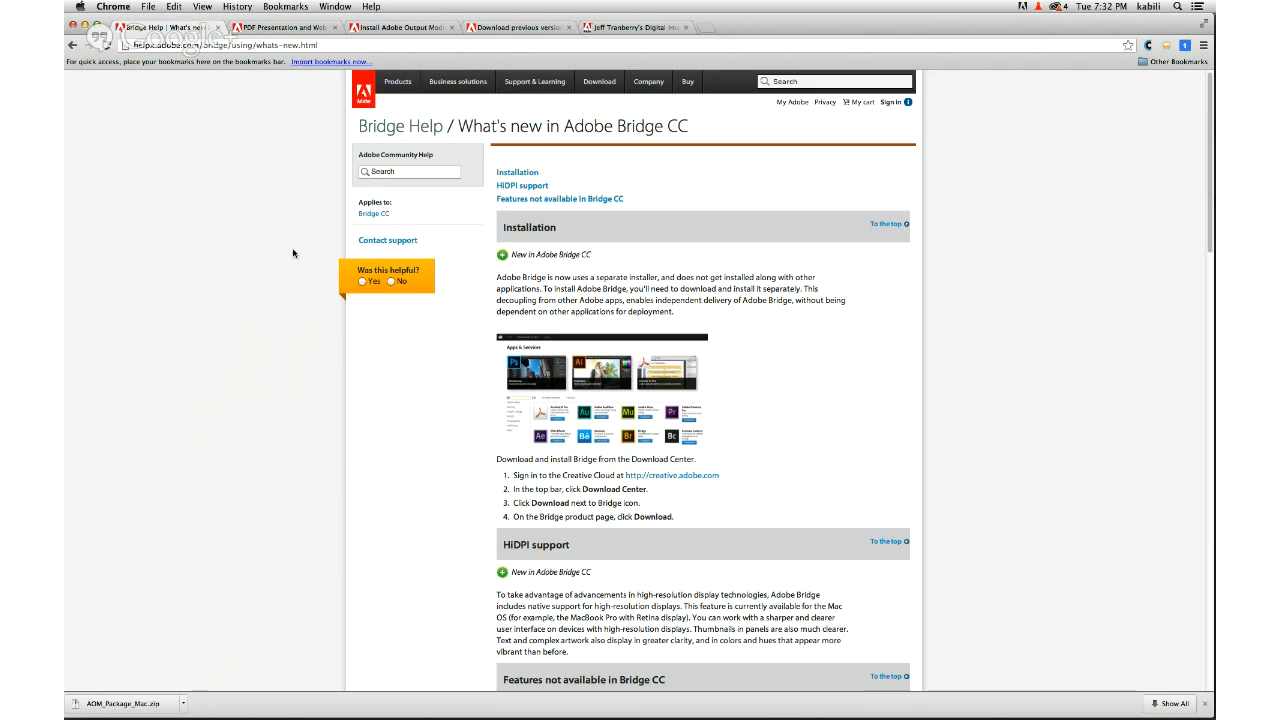 Chrome File Edit View History Bookmarks Window Help
4 Tue 7:32 PM kabili
Bridge Help | What's new
PDF Presentation and Web
Install Adobe Output Mod
Download previous versio
Jeff Tranberry's Digital Ima
Google+
helpx.adobe.com/bridge/using/whats-new.html
For quick access, place your bookmarks here on the bookmarks bar. Import bookmarks now...
Other Bookmarks
Adobe
Products Business solutions Support & Learning Download Company Buy Search
My Adobe Privacy My cart Sign in
Bridge Help / What's new in Adobe Bridge CC
Adobe Community Help
Search
Applies to:
Bridge CC
Contact support
Was this helpful?
Yes No
Installation
HiDPI support
Features not available in Bridge CC
Installation
To the top
New in Adobe Bridge CC
Adobe Bridge is now uses a separate installer, and does not get installed along with other
applications. To install Adobe Bridge, you'll need to download and install it separately. This
decoupling from other Adobe apps, enables independent delivery of Adobe Bridge, without being
dependent on other applications for deployment.
Apps & Services
Ps Ai
Au Mu Pr
Ae Bē Br Bc
Download and install Bridge from the Download Center.
1. Sign in to the Creative Cloud at http://creative.adobe.com
2. In the top bar, click Download Center.
3. Click Download next to Bridge icon.
4. On the Bridge product page, click Download.
HiDPI support
To the top
New in Adobe Bridge CC
To take advantage of advancements in high-resolution display technologies, Adobe Bridge
includes native support for high-resolution displays. This feature is currently available for the Mac
OS (for example, the MacBook Pro with Retina display). You can work with a sharper and clearer
user interface on devices with high-resolution displays. Thumbnails in panels are also much clearer.
Text and complex artwork also display in greater clarity, and in colors and hues that appear more
vibrant than before.
Features not available in Bridge CC
To the top
AOM_Package_Mac.zip
Show All